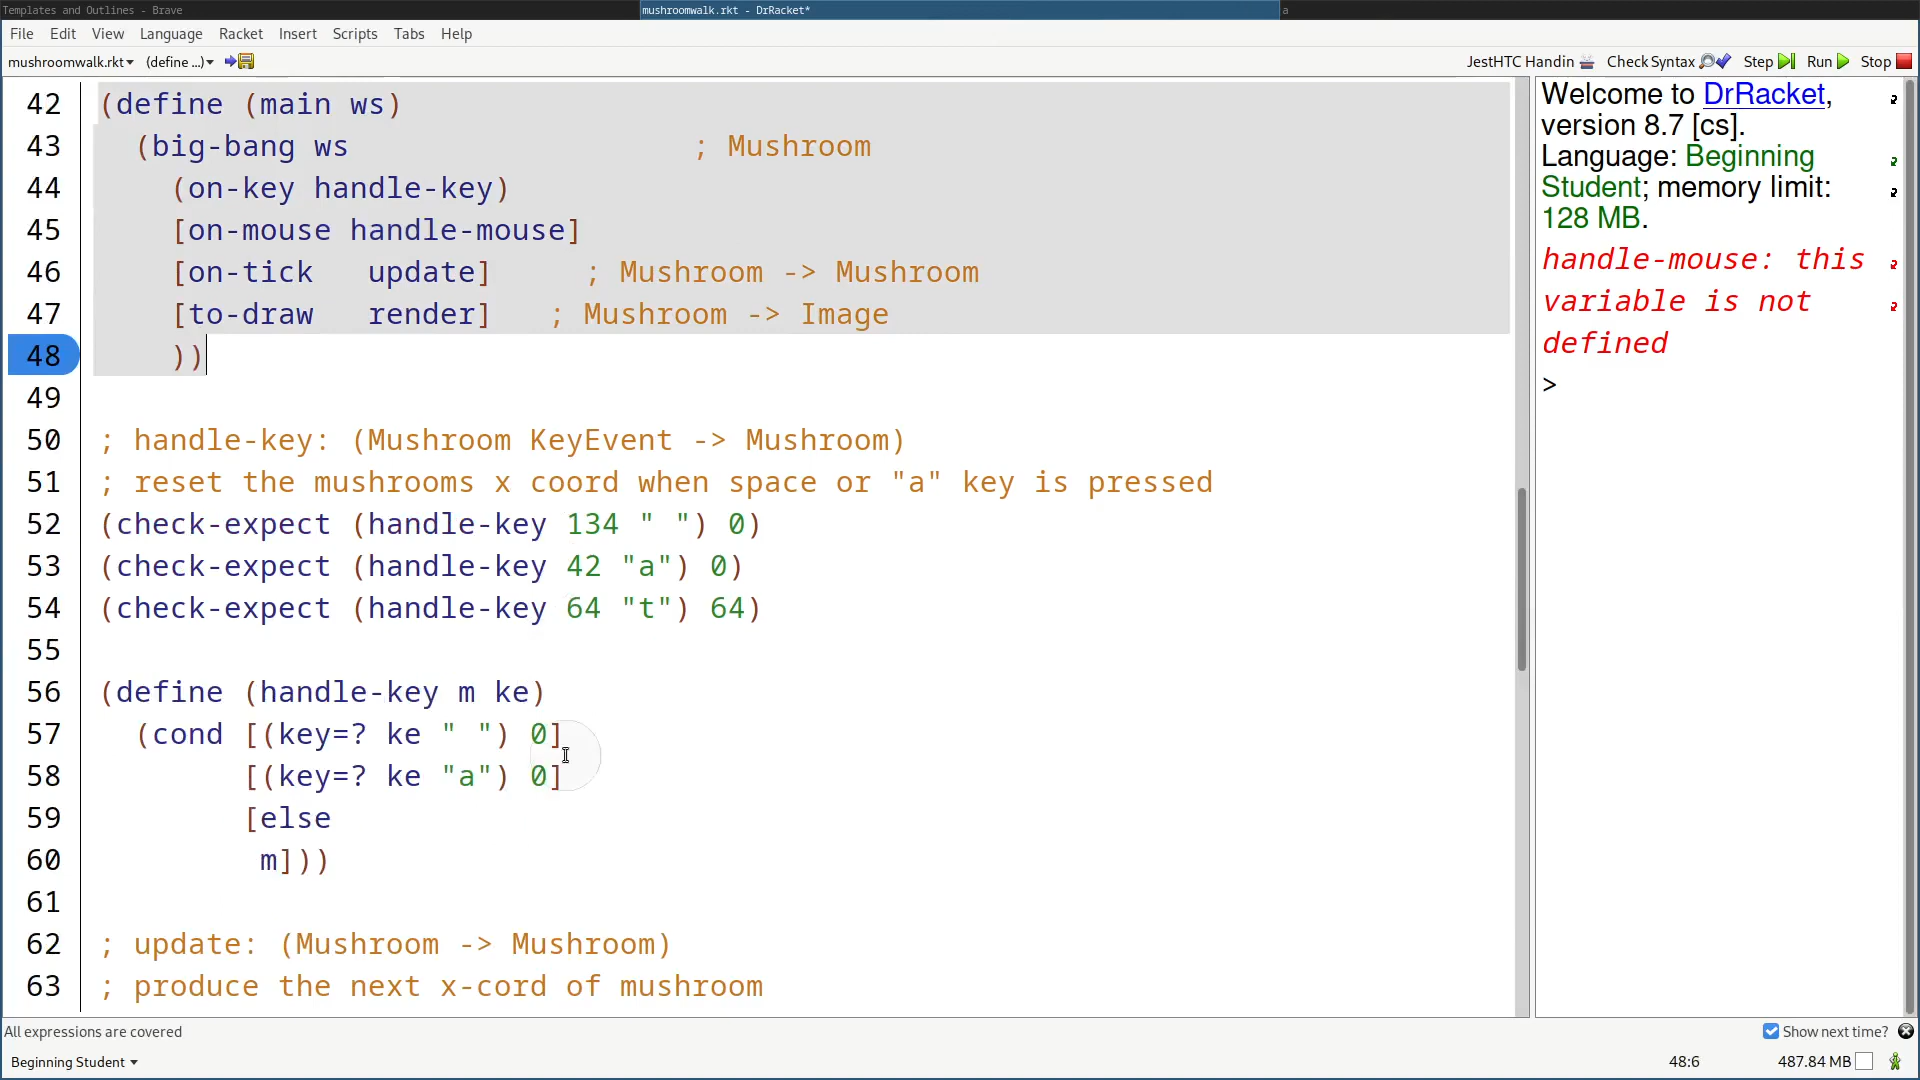 Templates and Outlines - Brave
mushroomwalk.rkt - DrRacket*
a
File Edit View Language Racket Insert Scripts Tabs Help
mushroomwalk.rkt (define ...) JestHTC Handin Check Syntax Step Run Stop
42 (define (main ws)
43 (big-bang ws ; Mushroom
44 (on-key handle-key)
45 [on-mouse handle-mouse]
46 [on-tick update] ; Mushroom -> Mushroom
47 [to-draw render] ; Mushroom -> Image
48 ))
49
50 ; handle-key: (Mushroom KeyEvent -> Mushroom)
51 ; reset the mushrooms x coord when space or "a" key is pressed
52 (check-expect (handle-key 134 " ") 0)
53 (check-expect (handle-key 42 "a") 0)
54 (check-expect (handle-key 64 "t") 64)
55
56 (define (handle-key m ke)
57 (cond [(key=? ke " ") 0]
58 [(key=? ke "a") 0]
59 [else
60 m]))
61
62 ; update: (Mushroom -> Mushroom)
63 ; produce the next x-cord of mushroom
Welcome to DrRacket,
version 8.7 [cs].
Language: Beginning
Student; memory limit:
128 MB.
handle-mouse: this
variable is not
defined
>
All expressions are covered
Show next time?
Beginning Student
48:6
487.84 MB